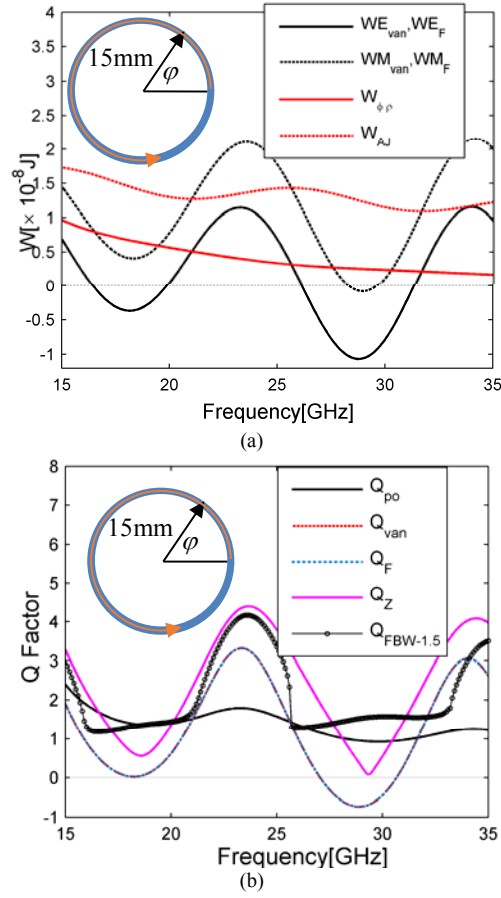 4
3.5
3
2.5
2
1.5
1
0.5
0
-0.5
-1
W[× 10⁻⁸J]
15mm
φ
WE_van,WE_F
WM_van,WM_F
W_ϕρ
W_AJ
15 20 25 30 35
Frequency[GHz]
(a)
8
7
6
5
4
3
2
1
0
-1
Q Factor
15mm
φ
Q_po
Q_van
Q_F
Q_Z
Q_FBW-1.5
15 20 25 30 35
Frequency[GHz]
(b)